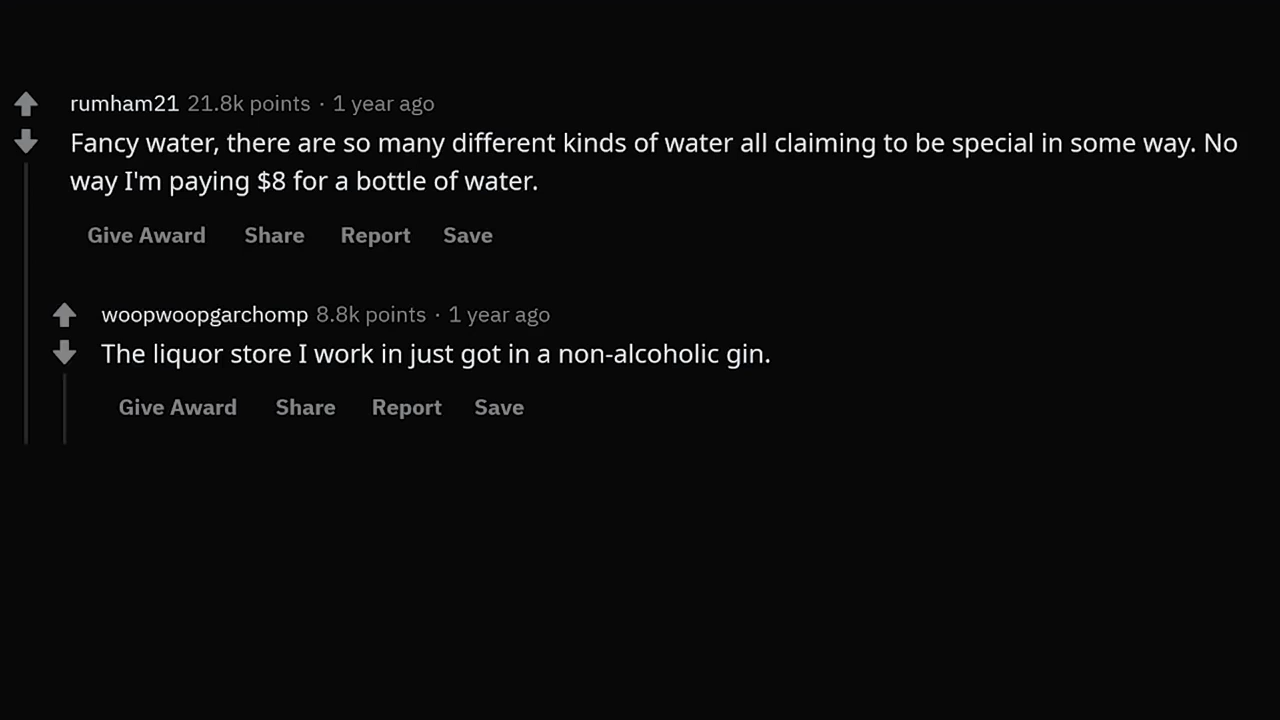 rumham21 21.8k points · 1 year ago
Fancy water, there are so many different kinds of water all claiming to be special in some way. No
way I'm paying $8 for a bottle of water.
Give Award Share Report Save
woopwoopgarchomp 8.8k points · 1 year ago
The liquor store I work in just got in a non-alcoholic gin.
Give Award Share Report Save